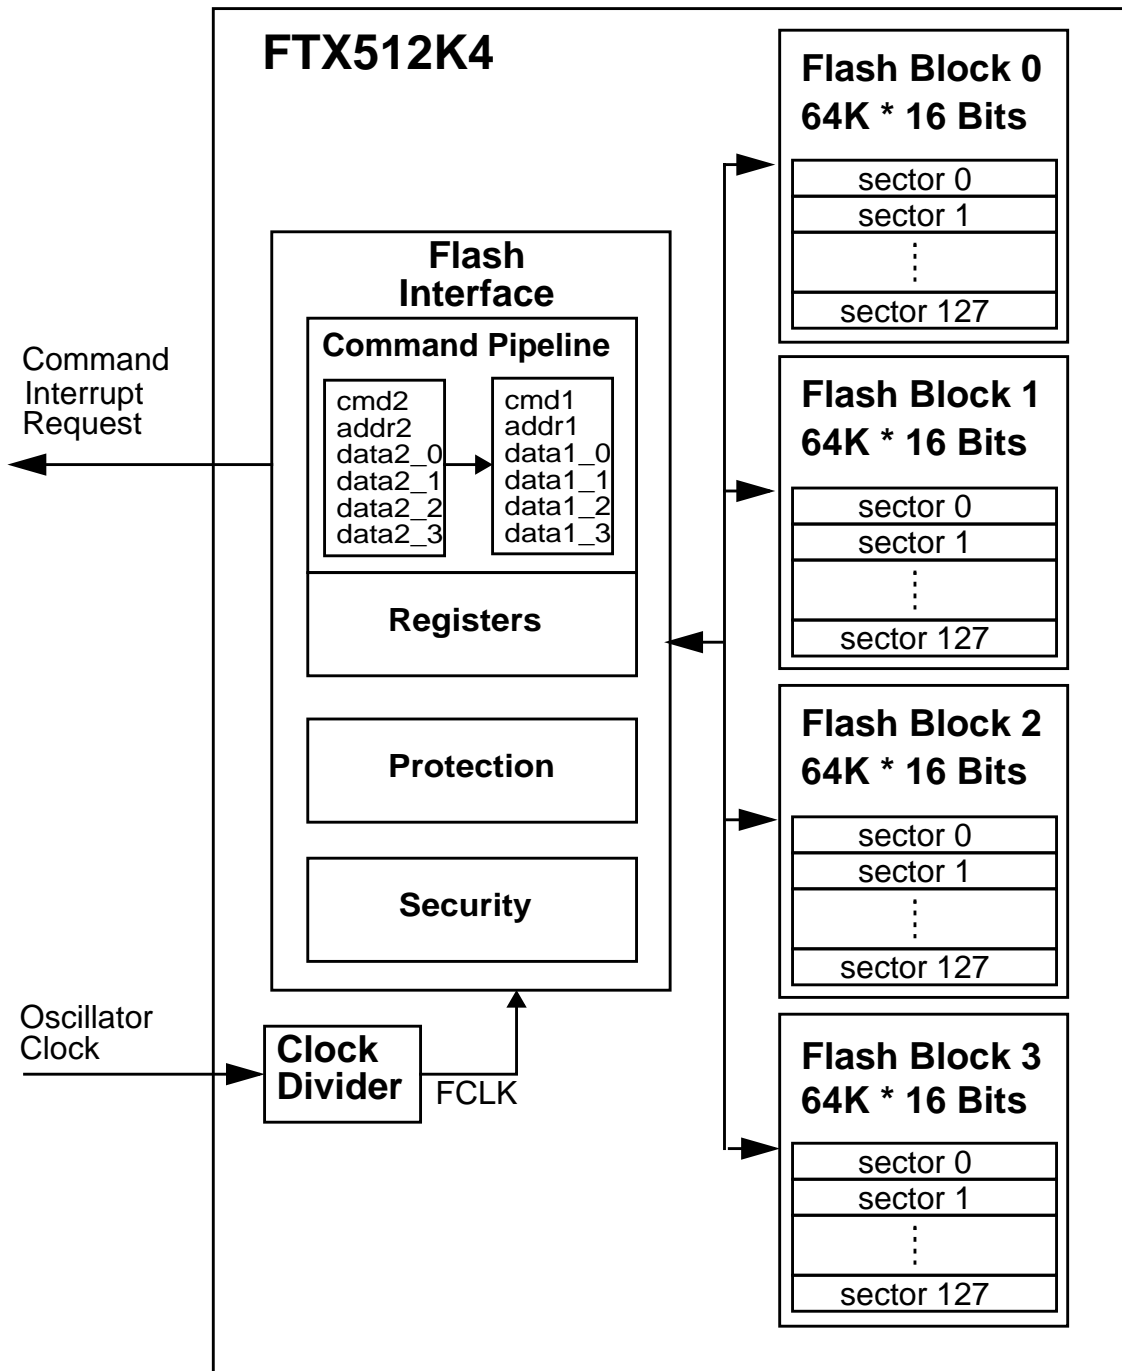 FTX512K4
Flash Block 0
64K * 16 Bits
sector 0
sector 1
sector 127
Flash
Interface
Command Pipeline
cmd2
addr2
data2_0
data2_1
data2_2
data2_3
cmd1
addr1
data1_0
data1_1
data1_2
data1_3
Registers
Protection
Security
Command
Interrupt
Request
Flash Block 1
64K * 16 Bits
sector 0
sector 1
sector 127
Flash Block 2
64K * 16 Bits
sector 0
sector 1
sector 127
Oscillator
Clock
Clock
Divider
FCLK
Flash Block 3
64K * 16 Bits
sector 0
sector 1
sector 127